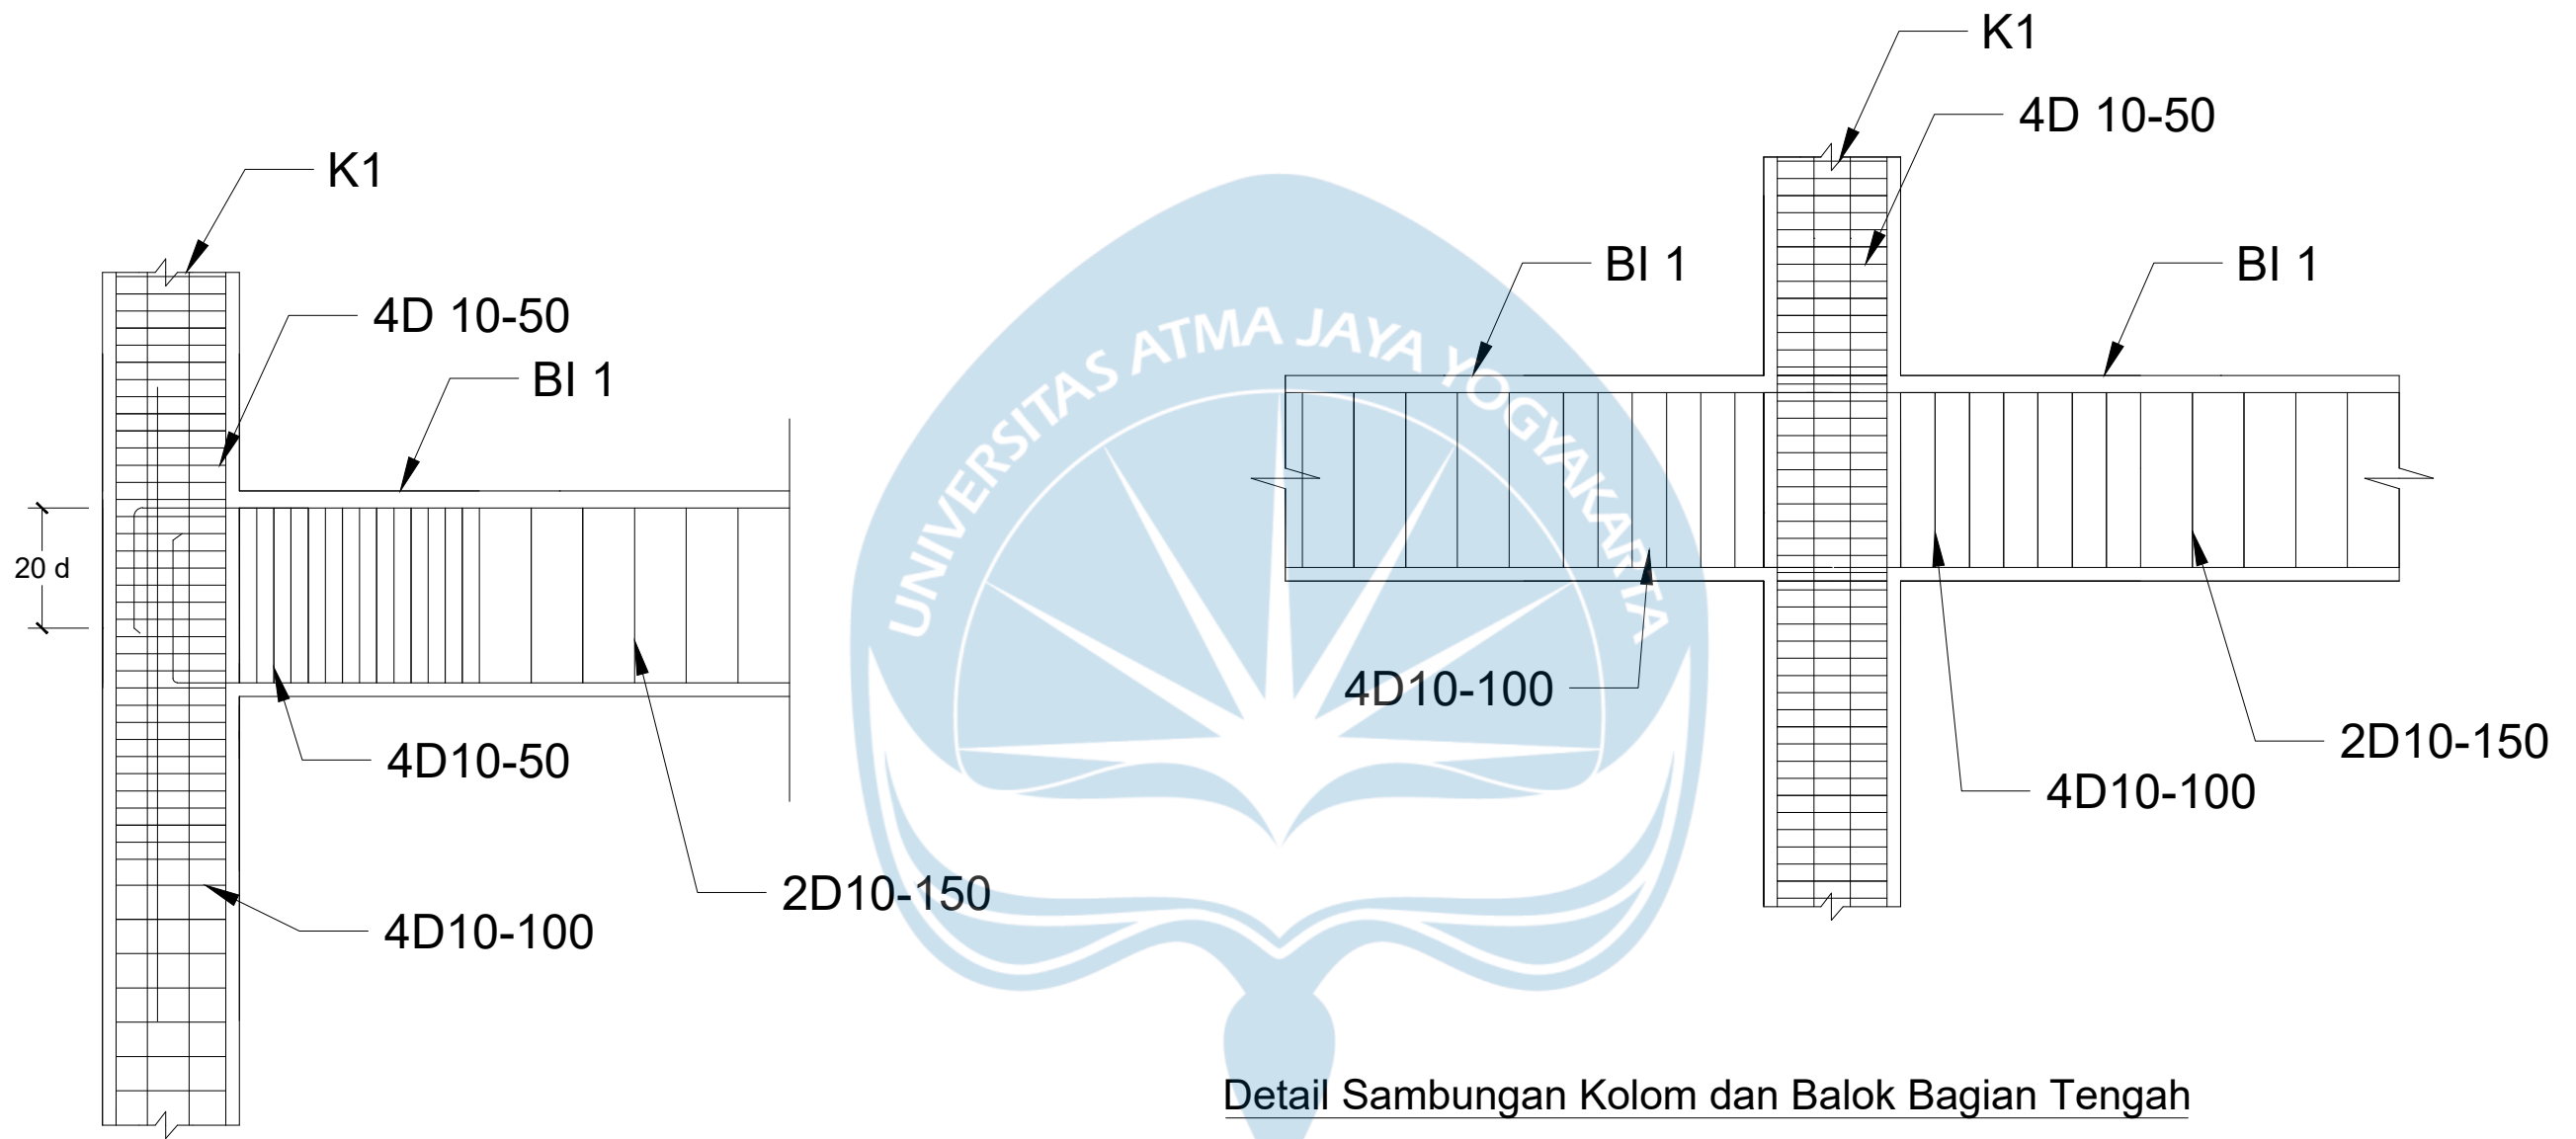 K1
4D 10-50
BI 1
20 d
4D10-50
2D10-150
4D10-100
K1
4D 10-50
BI 1
BI 1
4D10-100
2D10-150
4D10-100
UNIVERSITAS ATMA JAYA YOGYAKARTA
Detail Sambungan Kolom dan Balok Bagian Tengah